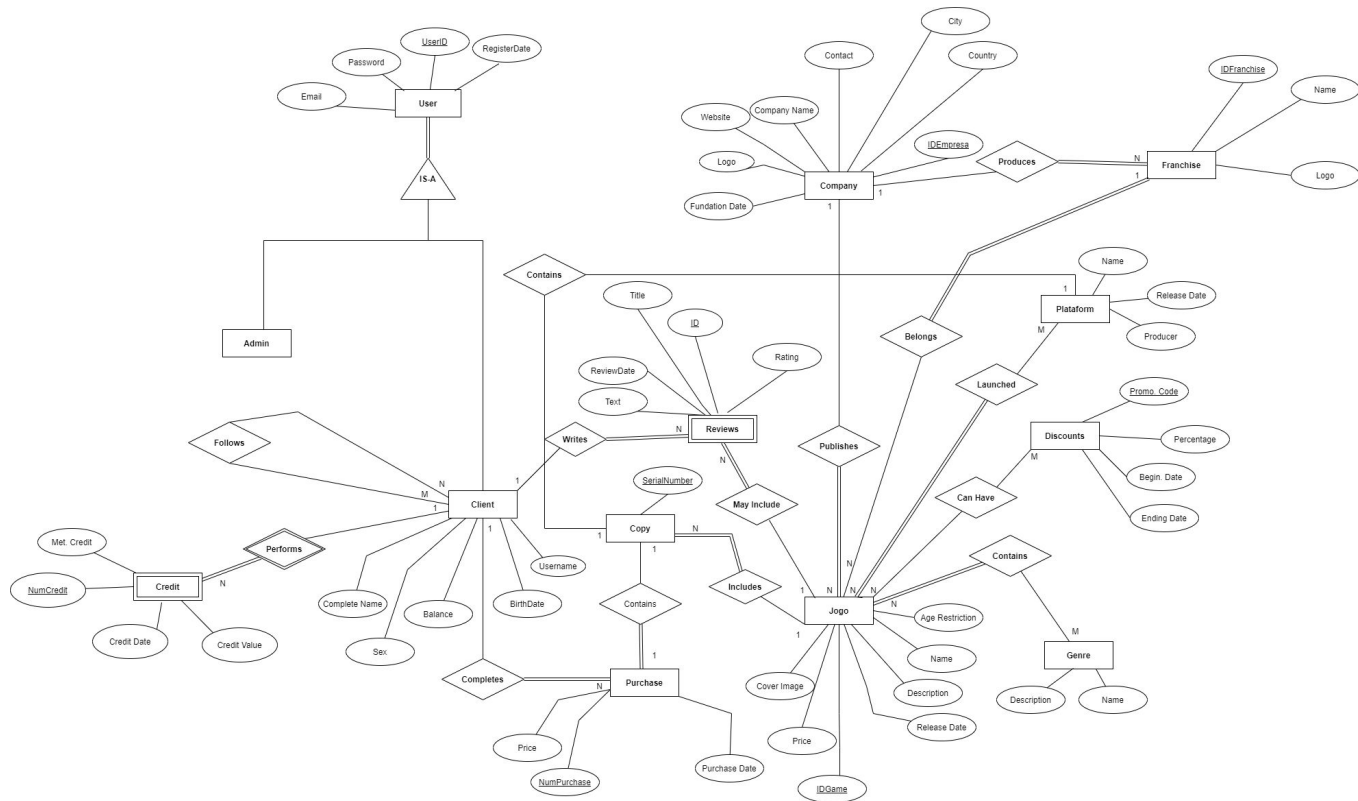 City
UserID
RegisterDate
Contact
Country
Password
IDFranchise
Name
Email
User
Company Name
Website
IDEmpresa
Produces
N
Franchise
Logo
1
IS-A
Company
1
Logo
Fundation Date
1
Contains
Name
Title
1
Plataform
Release Date
M
ID
Belongs
Producer
Admin
Rating
ReviewDate
Launched
Promo. Code
Text
Reviews
Discounts
Percentage
Follows
Writes
N
Publishes
M
N
Begin. Date
N
1
SerialNumber
Can Have
M
Client
May Include
1
Ending Date
Copy
N
1
1
Met. Credit
Performs
1
Contains
Username
N
Credit
Includes
NumCredit
Complete Name
BirthDate
Contains
1
N
N
N
N
N
Balance
Jogo
Age Restriction
1
Credit Date
Credit Value
M
Sex
Name
1
Genre
Completes
Purchase
Cover Image
N
Description
Description
Name
Release Date
Price
Price
Purchase Date
NumPurchase
IDGame